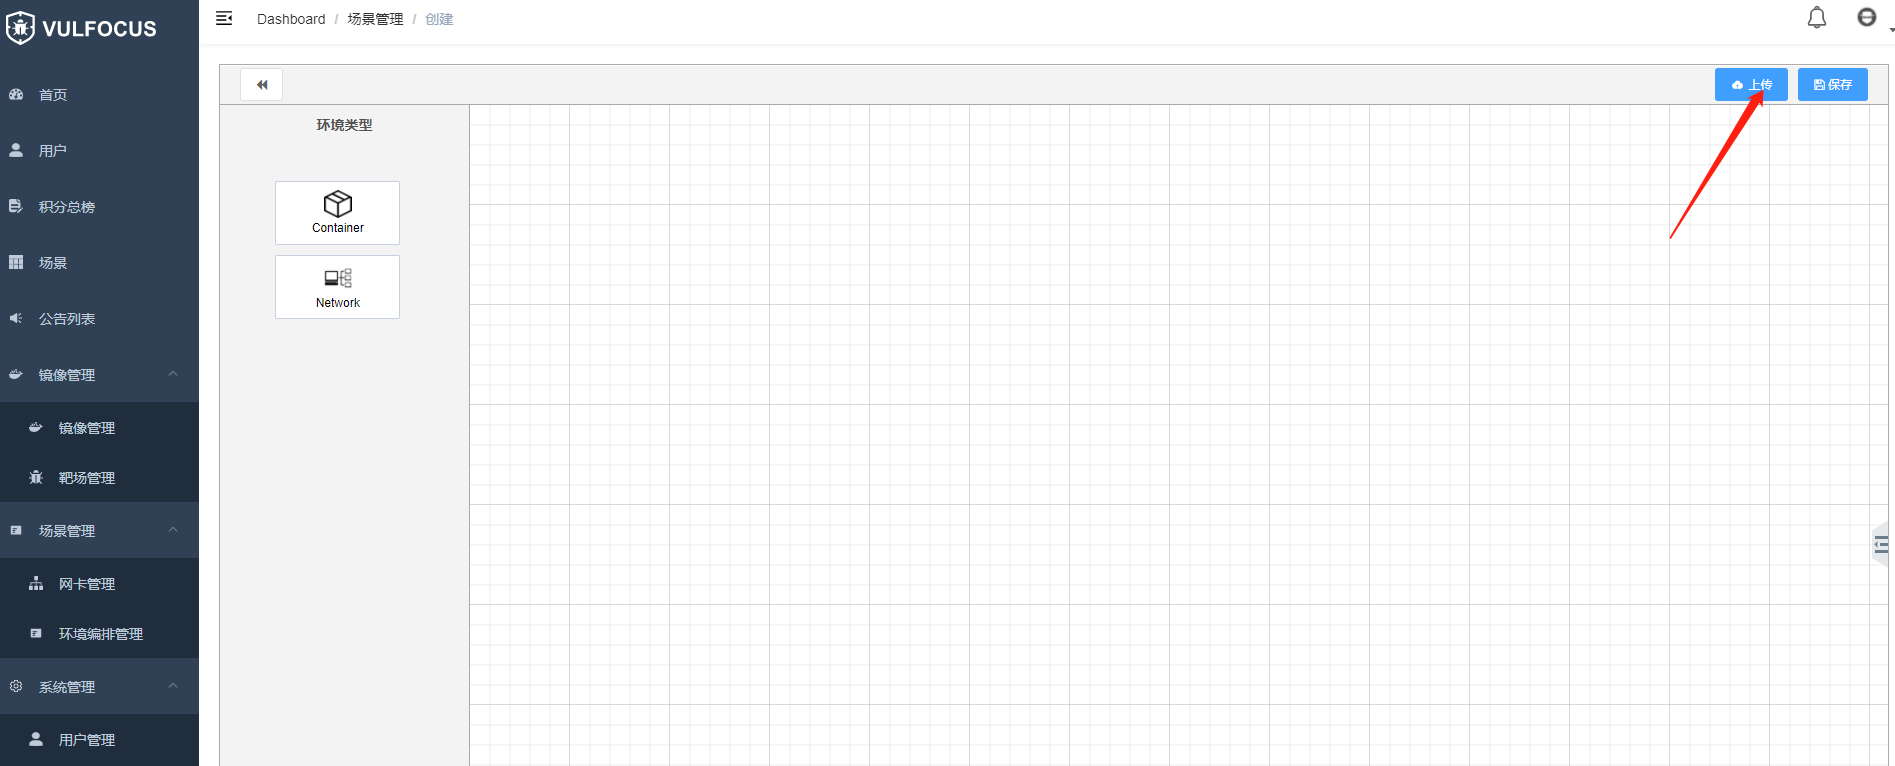 VULFOCUS
Dashboard / 场景管理 / 创建
首页
用户
积分总榜
场景
公告列表
镜像管理
镜像管理
靶场管理
场景管理
网卡管理
环境编排管理
系统管理
用户管理
上传
保存
环境类型
Container
Network